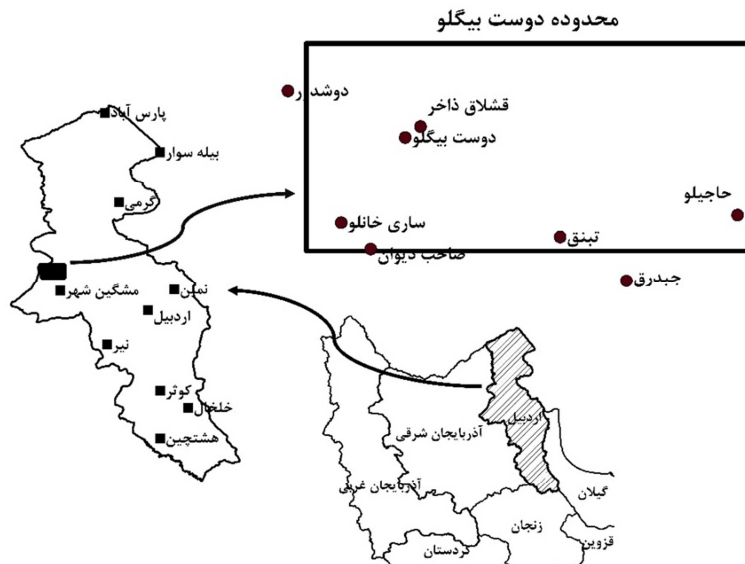 محدوده دوست بیگلو
قشلاق ذاخر
دوست بیگلو
حاجیلو
ساری خانلو
تبنق
صاحب دیوان
جبدرق
پارس آباد
بیله سوار
گرمی
مشگین شهر
نمین
اردبیل
نیر
کوثر
خلخال
هشتچین
اردبیل
آذربایجان شرقی
آذربایجان غربی
گیلان
زنجان
قزوین
کردستان